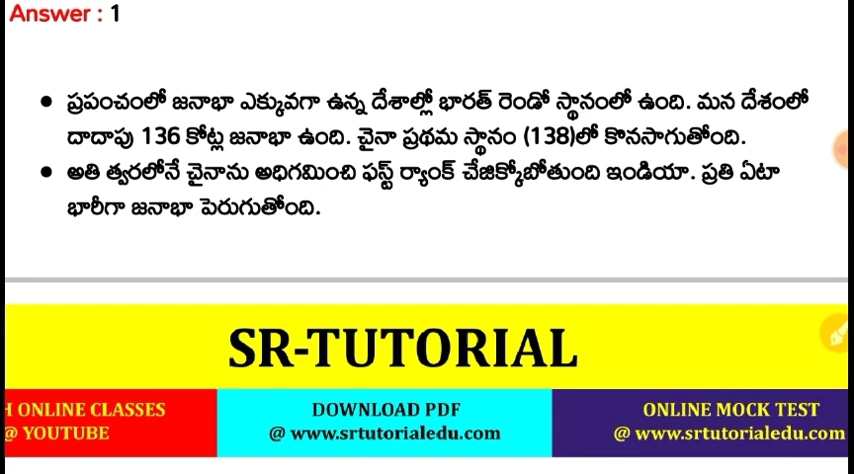 Answer : 1
• ప్రపంచంలో జనాభా ఎక్కువగా ఉన్న దేశాల్లో భారత్ రెండో స్థానంలో ఉంది. మన దేశంలో
దాదాపు 136 కోట్ల జనాభా ఉంది. చైనా ప్రథమ స్థానం (138)లో కొనసాగుతోంది.
• అతి త్వరలోనే చైనాను అధిగమించి ఫస్ట్ ర్యాంక్ చేజిక్కోబోతుంది ఇండియా. ప్రతి ఏటా
భారీగా జనాభా పెరుగుతోంది.
SR-TUTORIAL
H ONLINE CLASSES
@ YOUTUBE
DOWNLOAD PDF
@ www.srtutorialedu.com
ONLINE MOCK TEST
@ www.srtutorialedu.com